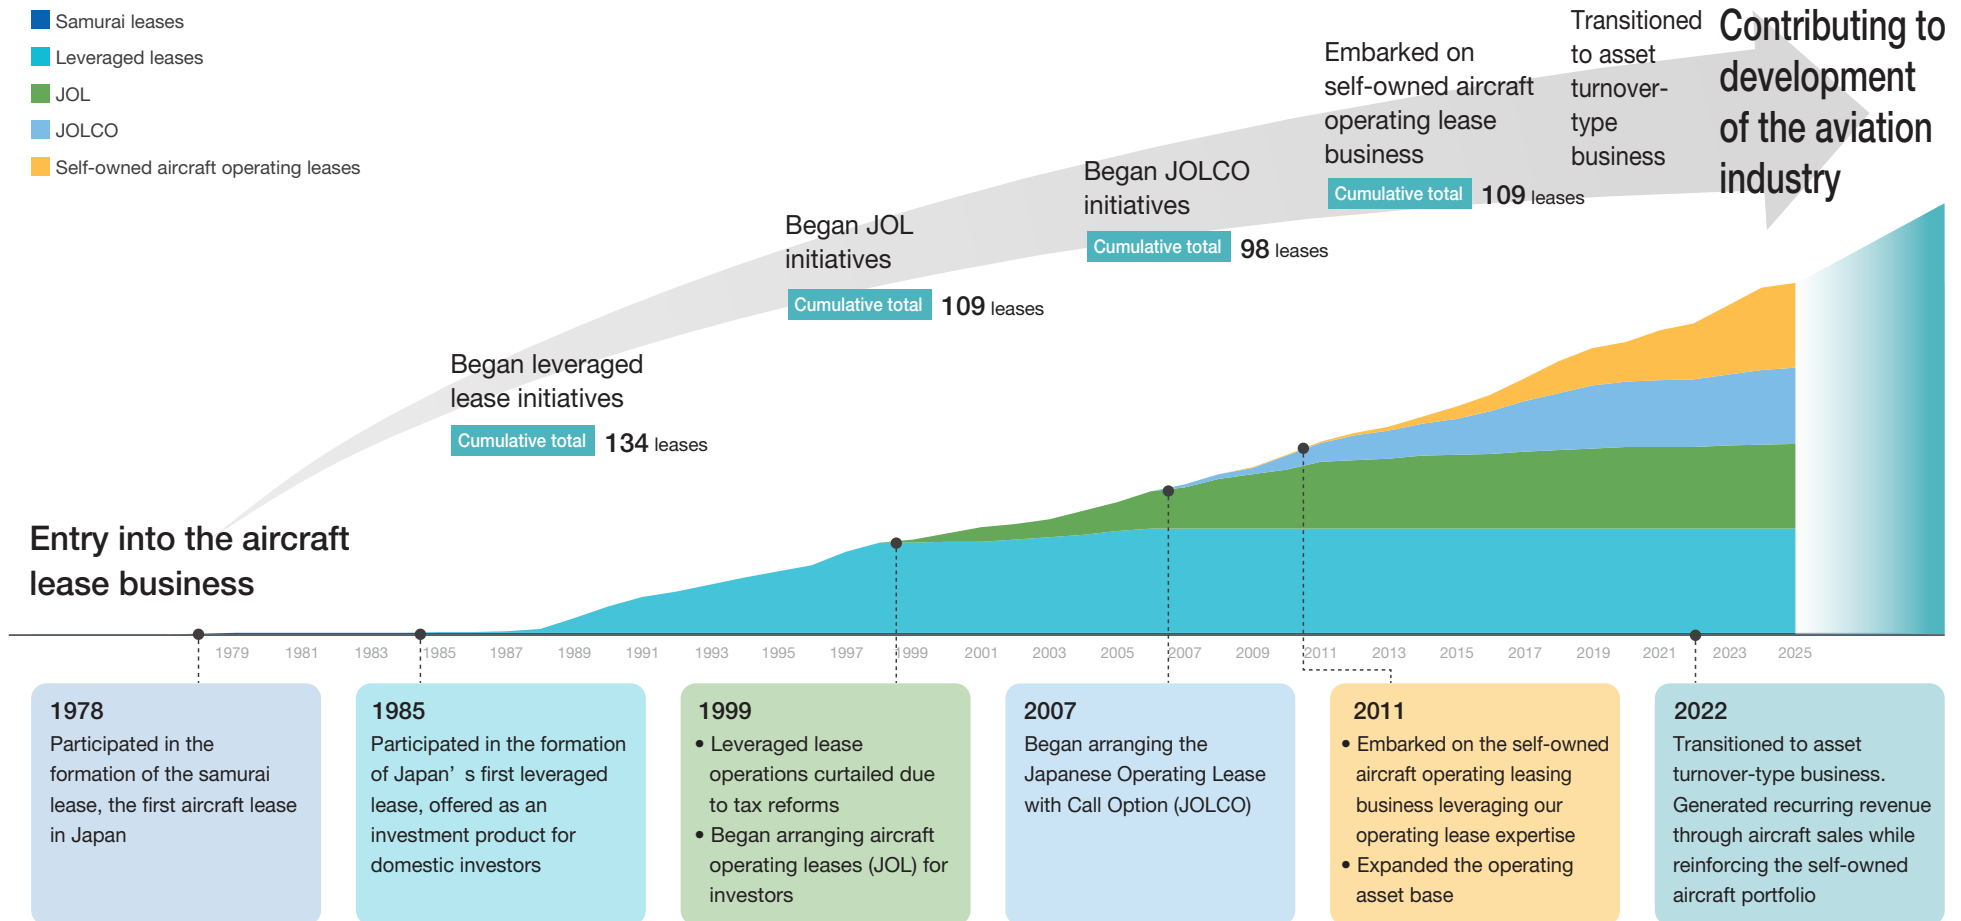 Samurai leases
Leveraged leases
JOL
JOLCO
Self-owned aircraft operating leases
Entry into the aircraft
lease business
Began leveraged
lease initiatives
Cumulative total 134 leases
Began JOL
initiatives
Cumulative total 109 leases
Began JOLCO
initiatives
Cumulative total 98 leases
Embarked on
self-owned aircraft
operating lease
business
Cumulative total 109 leases
Transitioned
to asset
turnover-
type
business
Contributing to
development
of the aviation
industry
1979 1981 1983 1985 1987 1989 1991 1993 1995 1997 1999 2001 2003 2005 2007 2009 2011 2013 2015 2017 2019 2021 2023 2025
1978
Participated in the
formation of the samurai
lease, the first aircraft lease
in Japan
1985
Participated in the formation
of Japan’ s first leveraged
lease, offered as an
investment product for
domestic investors
1999
• Leveraged lease
operations curtailed due
to tax reforms
• Began arranging aircraft
operating leases (JOL) for
investors
2007
Began arranging the
Japanese Operating Lease
with Call Option (JOLCO)
2011
• Embarked on the self-owned
aircraft operating leasing
business leveraging our
operating lease expertise
• Expanded the operating
asset base
2022
Transitioned to asset
turnover-type business.
Generated recurring revenue
through aircraft sales while
reinforcing the self-owned
aircraft portfolio